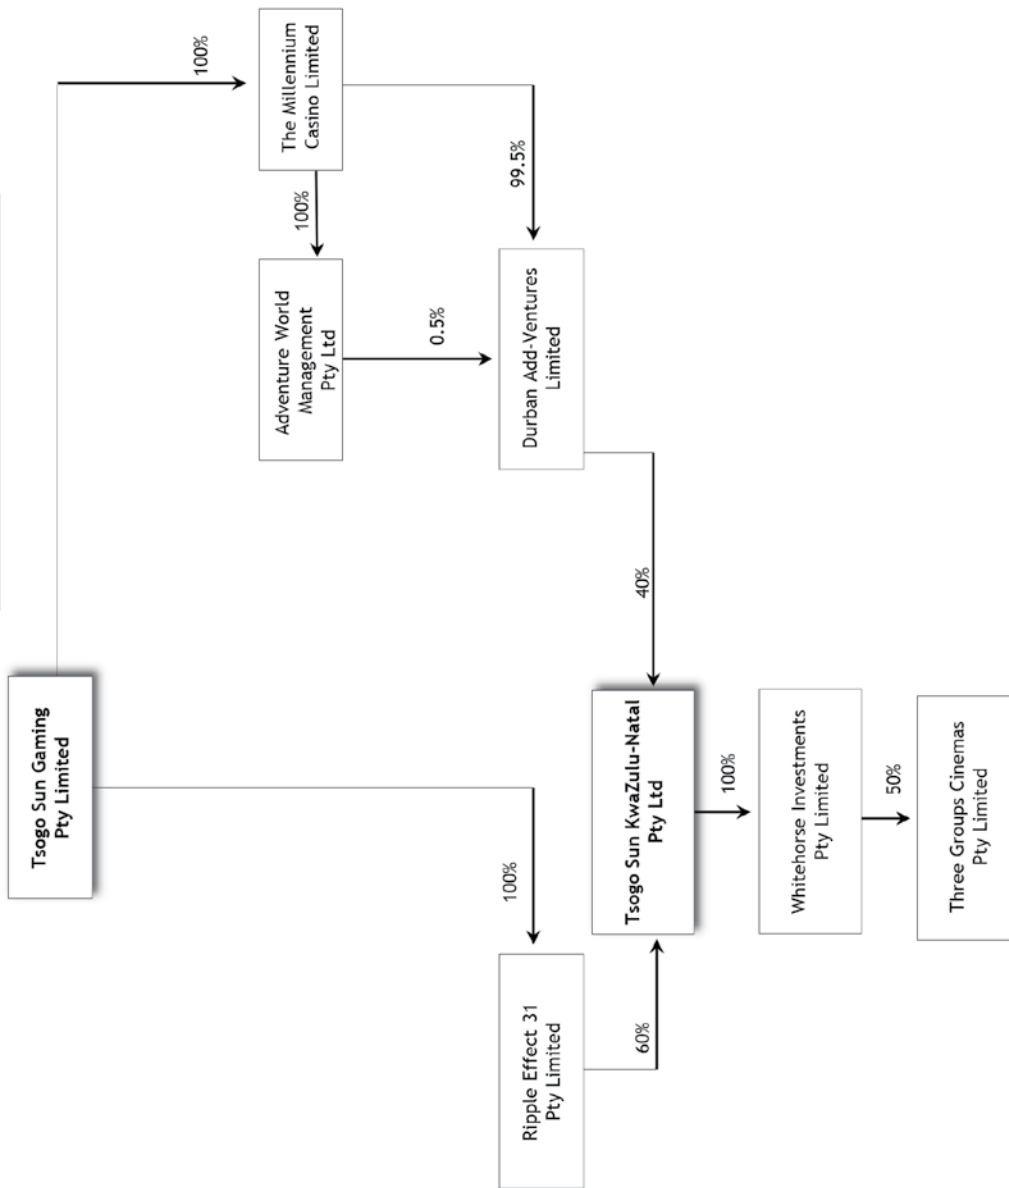 Tsogo Sun Gaming
Pty Limited
100%
100%
Ripple Effect 31
Pty Limited
60%
The Millennium
Casino Limited
100%
99.5%
Adventure World
Management
Pty Ltd
0.5%
Durban Add-Ventures
Limited
40%
Tsogo Sun KwaZulu-Natal
Pty Ltd
100%
Whitehorse Investments
Pty Limited
50%
Three Groups Cinemas
Pty Limited